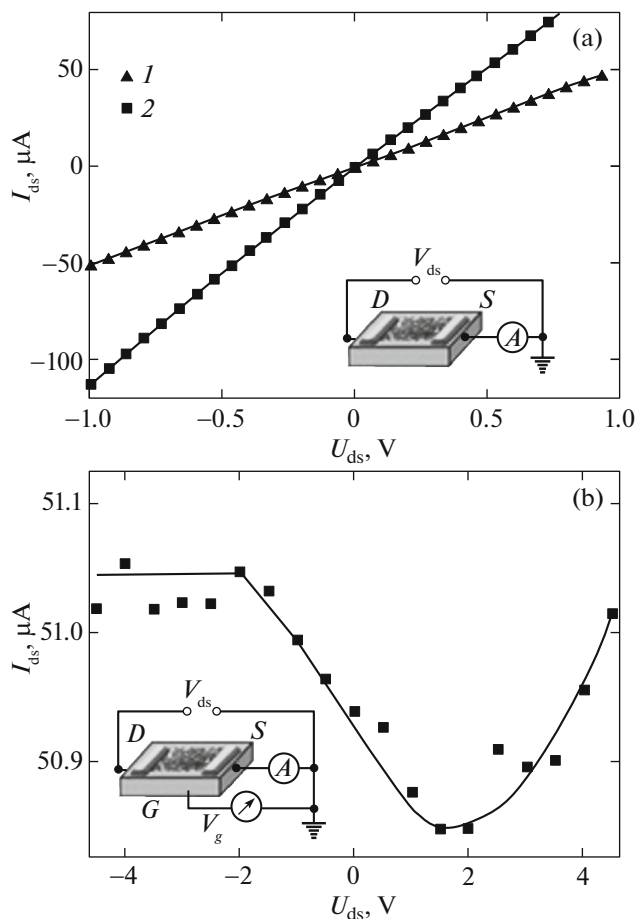 (a)
1
2
50
0
−50
−100
I_ds, μA
−1.0
−0.5
0
0.5
1.0
U_ds, V
V_ds
D
S
A
(b)
51.1
51.0
50.9
I_ds, μA
−4
−2
0
2
4
U_ds, V
V_ds
D
S
A
G
V_g